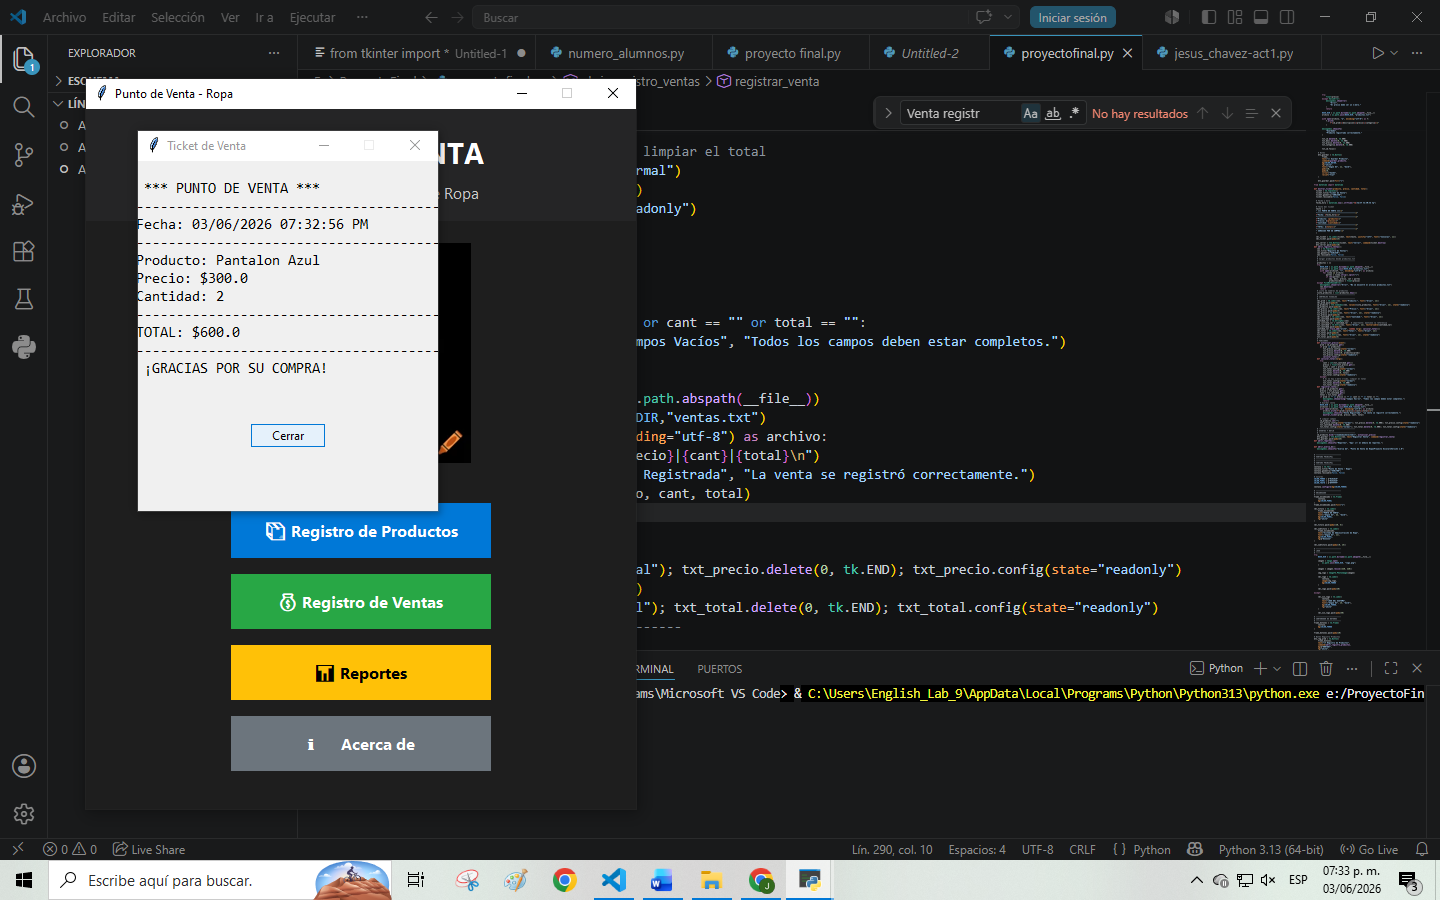 Archivo Editar Selección Ver Ir a Ejecutar ···
Buscar
Iniciar sesión
EXPLORADOR
from tkinter import * Untitled-1
numero_alumnos.py
proyecto final.py
Untitled-2
proyectofinal.py
jesus_chavez-act1.py
registro_ventas > registrar_venta
Venta registr
Aa ab .*
No hay resultados
LÍN
A
A
A
Punto de Venta - Ropa
NTA
e Ropa
Ticket de Venta
*** PUNTO DE VENTA ***
Fecha: 03/06/2026 07:32:56 PM
Producto: Pantalon Azul
Precio: $300.0
Cantidad: 2
TOTAL: $600.0
¡GRACIAS POR SU COMPRA!
Cerrar
Registro de Productos
Registro de Ventas
Reportes
i Acerca de
limpiar el total
rmal")
)
adonly")
or cant == "" or total == "":
mpos Vacíos", "Todos los campos deben estar completos.")
.path.abspath(__file__))
DIR,"ventas.txt")
ding="utf-8") as archivo:
ecio}|{cant}|{total}\n")
Registrada", "La venta se registró correctamente.")
o, cant, total)
al"); txt_precio.delete(0, tk.END); txt_precio.config(state="readonly")
)
l"); txt_total.delete(0, tk.END); txt_total.config(state="readonly")
-----
RMINAL PUERTOS
Python
ams\Microsoft VS Code> & C:\Users\English_Lab_9\AppData\Local\Programs\Python\Python313\python.exe e:/ProyectoFin
0 0 Live Share
Lín. 290, col. 10 Espacios: 4 UTF-8 CRLF { } Python Python 3.13 (64-bit) Go Live
Escribe aquí para buscar.
ESP
07:33 p. m.
03/06/2026
3